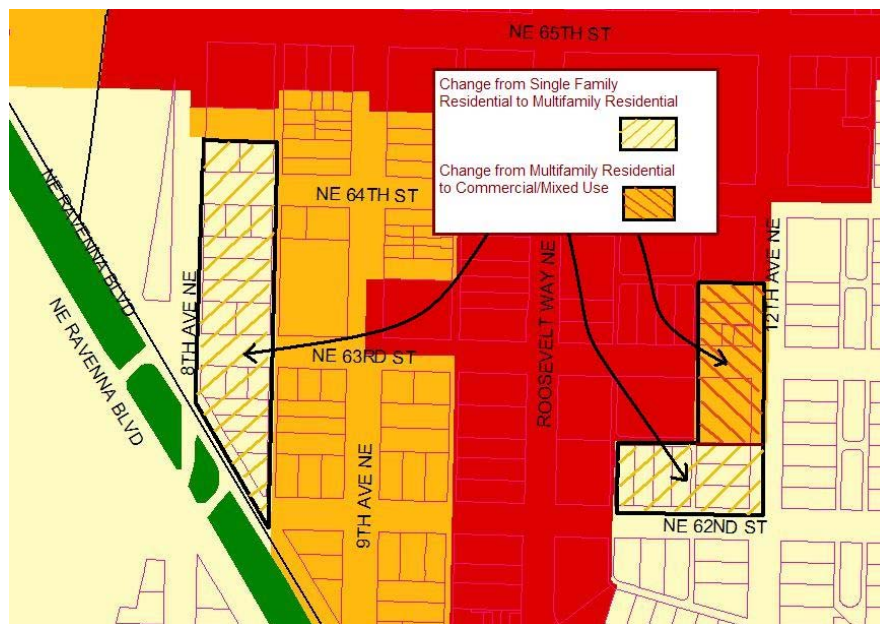 NE 65TH ST
Change from Single Family
Residential to Multifamily Residential
Change from Multifamily Residential
to Commercial/Mixed Use
NE 64TH ST
NE RAVENNA BLVD
NE RAVENNA BLVD
8TH AVE NE
12TH AVE NE
ROOSEVELT WAY NE
NE 63RD ST
9TH AVE NE
NE 62ND ST